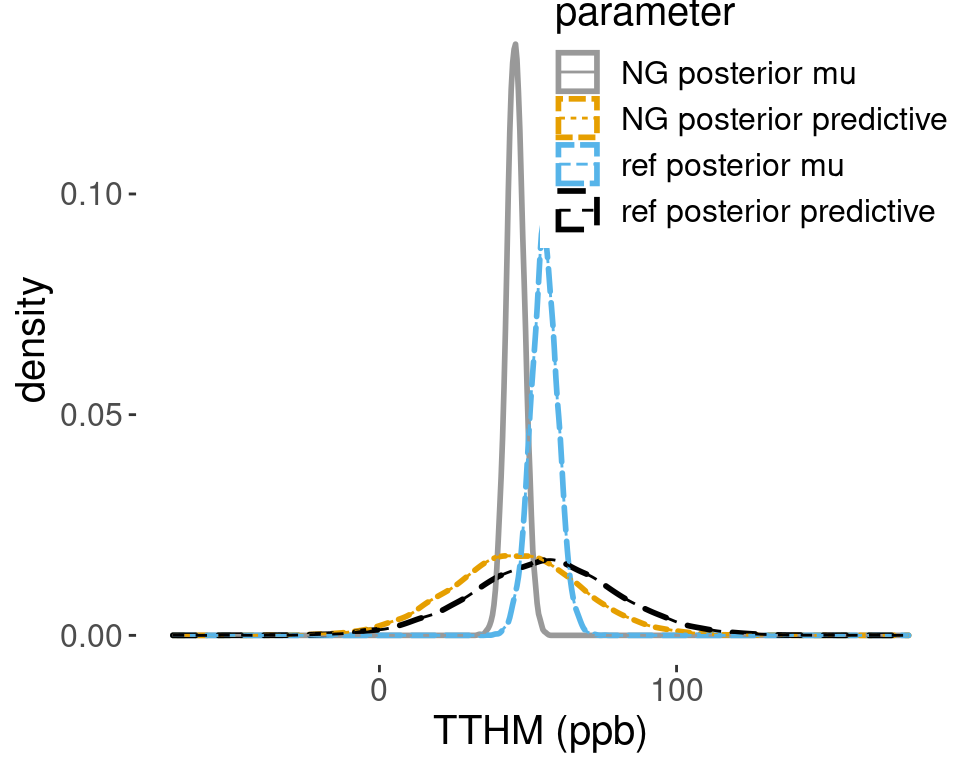 parameter
NG posterior mu
NG posterior predictive
ref posterior mu
ref posterior predictive
0.10
0.05
0.00
density
0
100
TTHM (ppb)